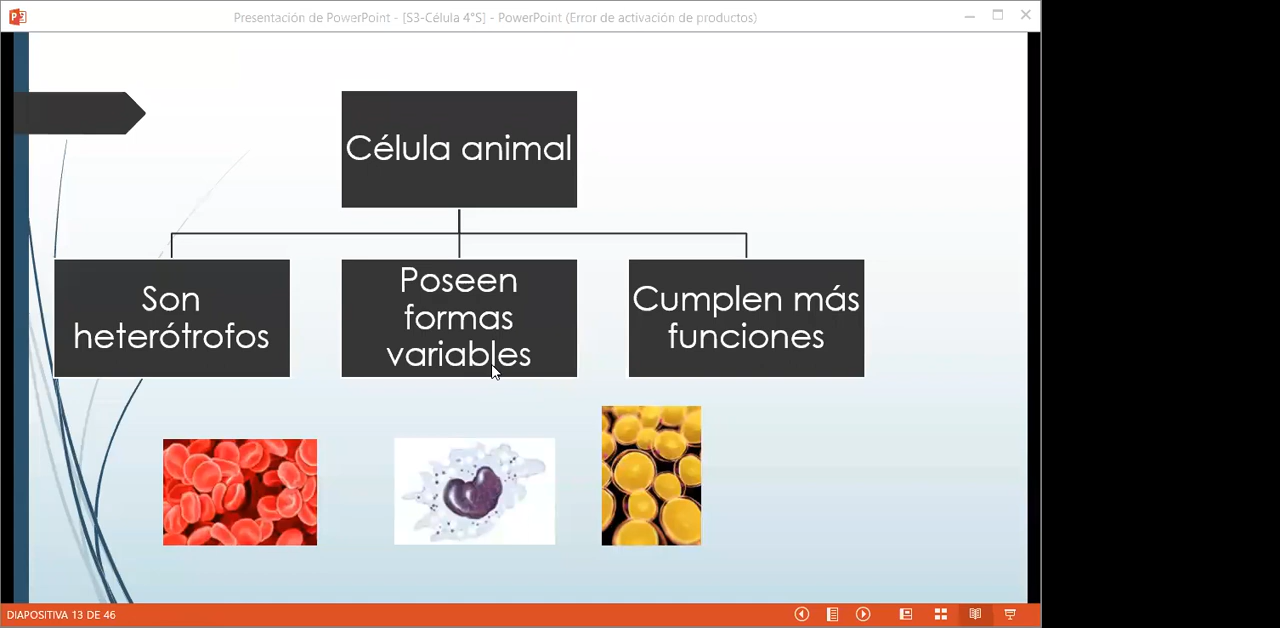 Presentación de PowerPoint - [S3-Célula 4°S] - PowerPoint (Error de activación de productos)
Célula animal
Son
heterótrofos
Poseen
formas
variables
Cumplen más
funciones
DIAPOSITIVA 13 DE 46